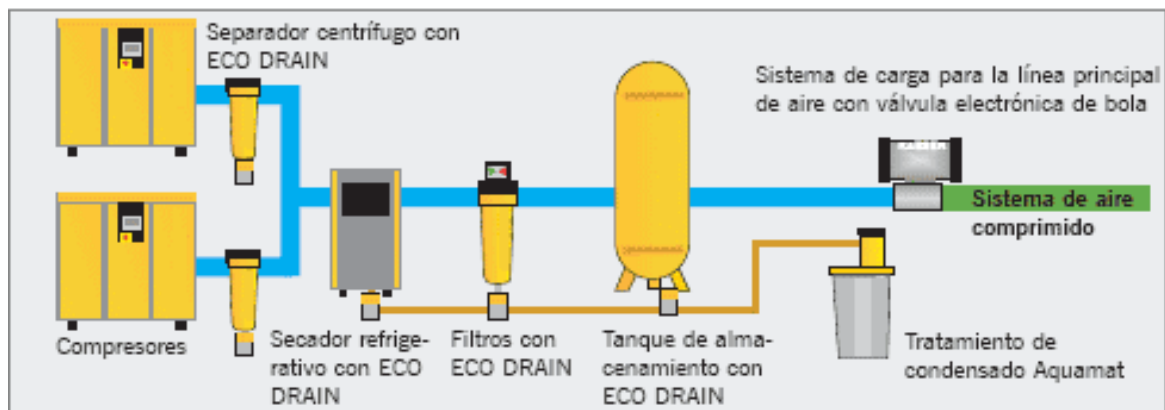 Separador centrífugo con
ECO DRAIN
Sistema de carga para la línea principal
de aire con válvula electrónica de bola
Sistema de aire
comprimido
Compresores
Secador refrige-
rativo con ECO
DRAIN
Filtros con
ECO DRAIN
Tanque de alma-
cenamiento con
ECO DRAIN
Tratamiento de
condensado Aquamat